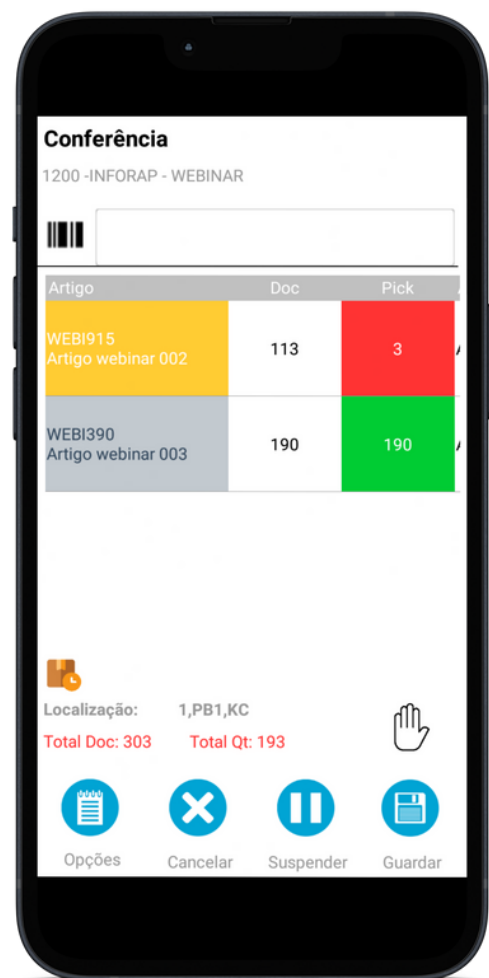 Conferência
1200 -INFORAP - WEBINAR
Artigo Doc Pick
WEBI915
Artigo webinar 002
113 3
WEBI390
Artigo webinar 003
190 190
Localização: 1,PB1,KC
Total Doc: 303 Total Qt: 193
Opções Cancelar Suspender Guardar